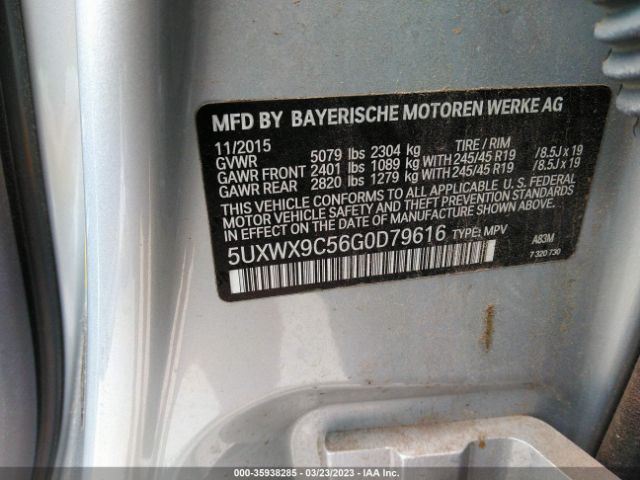 MFD BY BAYERISCHE MOTOREN WERKE AG
11/2015 TIRE / RIM
GVWR 5079 lbs 2304 kg
GAWR FRONT 2401 lbs 1089 kg WITH 245/45 R19 / 8.5J x 19
GAWR REAR 2820 lbs 1279 kg WITH 245/45 R19 / 8.5J x 19
THIS VEHICLE CONFORMS TO ALL APPLICABLE U. S. FEDERAL
MOTOR VEHICLE SAFETY AND THEFT PREVENTION STANDARDS
IN EFFECT ON THE DATE OF MANUFACTURE SHOWN ABOVE.
5UXWX9C56G0D79616 TYPE: MPV
A83M
7 320 730
000-35938285 — 03/23/2023 — IAA Inc.